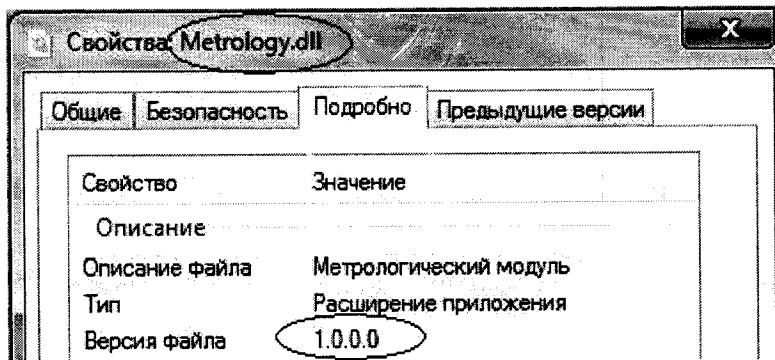 Свойства: Metrology.dll
X
Общие Безопасность Подробно Предыдущие версии
Свойство Значение
Описание
Описание файла Метрологический модуль
Тип Расширение приложения
Версия файла 1.0.0.0